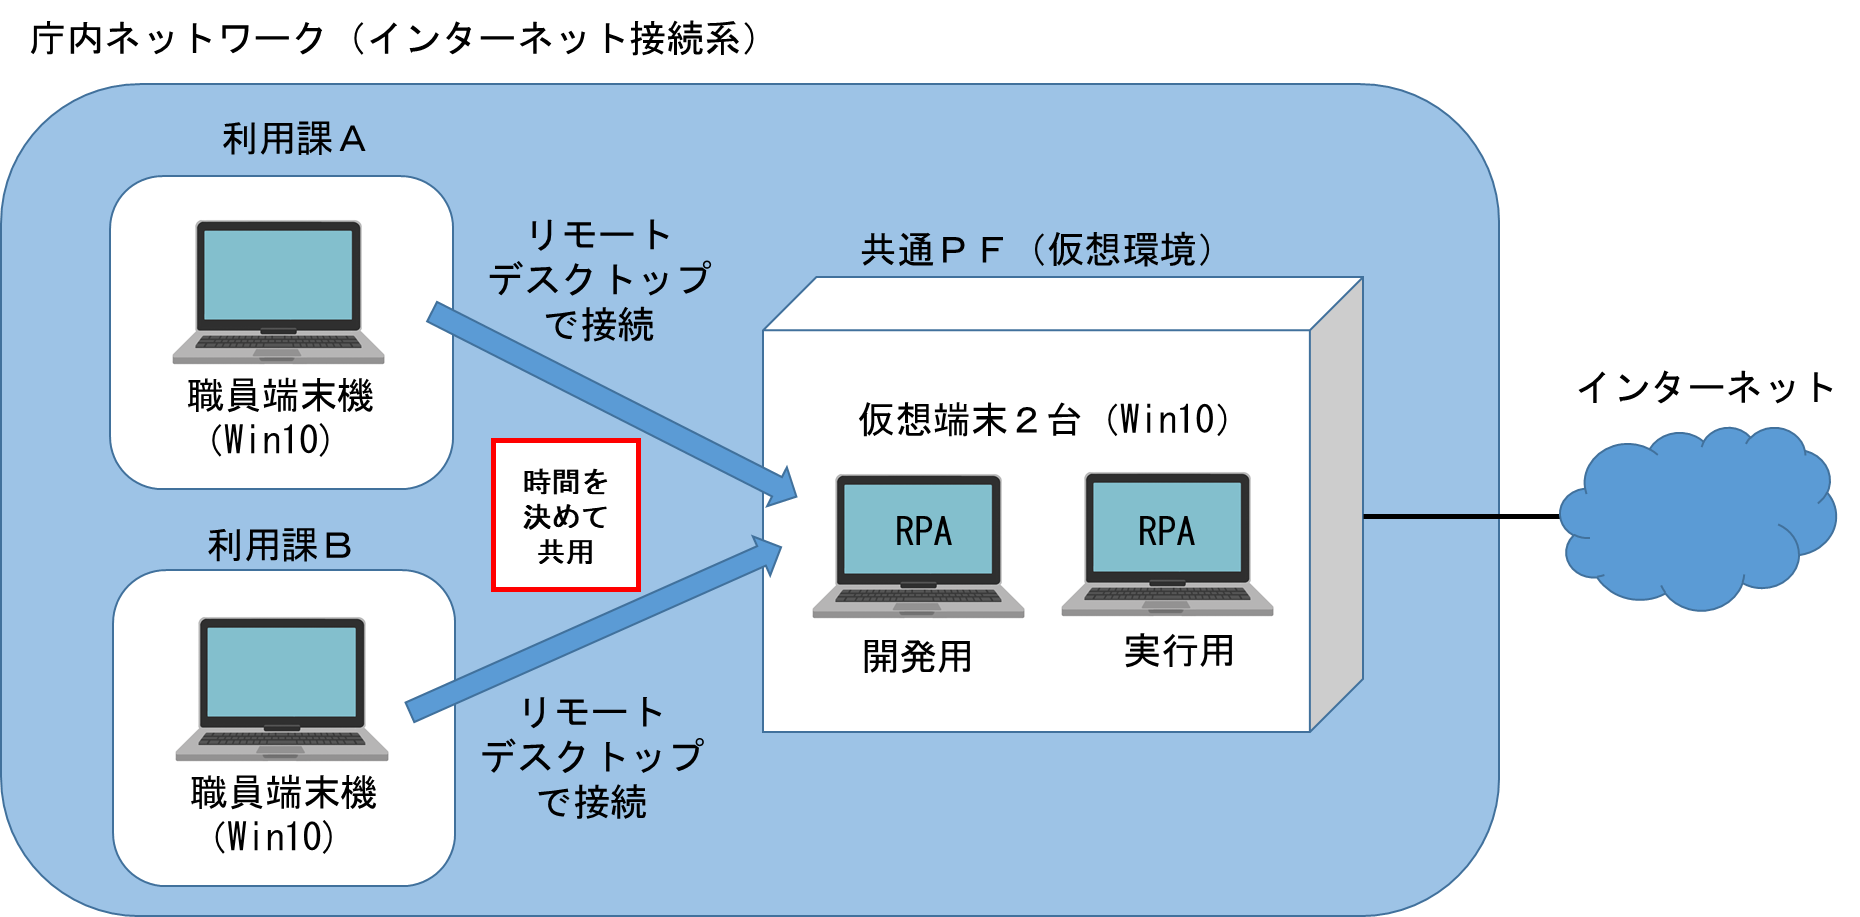 庁内ネットワーク（インターネット接続系）
利用課Ａ
職員端末機
（Win10）
リモート
デスクトップ
で接続
時間を
決めて
共用
利用課Ｂ
職員端末機
（Win10）
リモート
デスクトップ
で接続
共通ＰＦ（仮想環境）
仮想端末２台（Win10）
RPA
RPA
開発用
実行用
インターネット